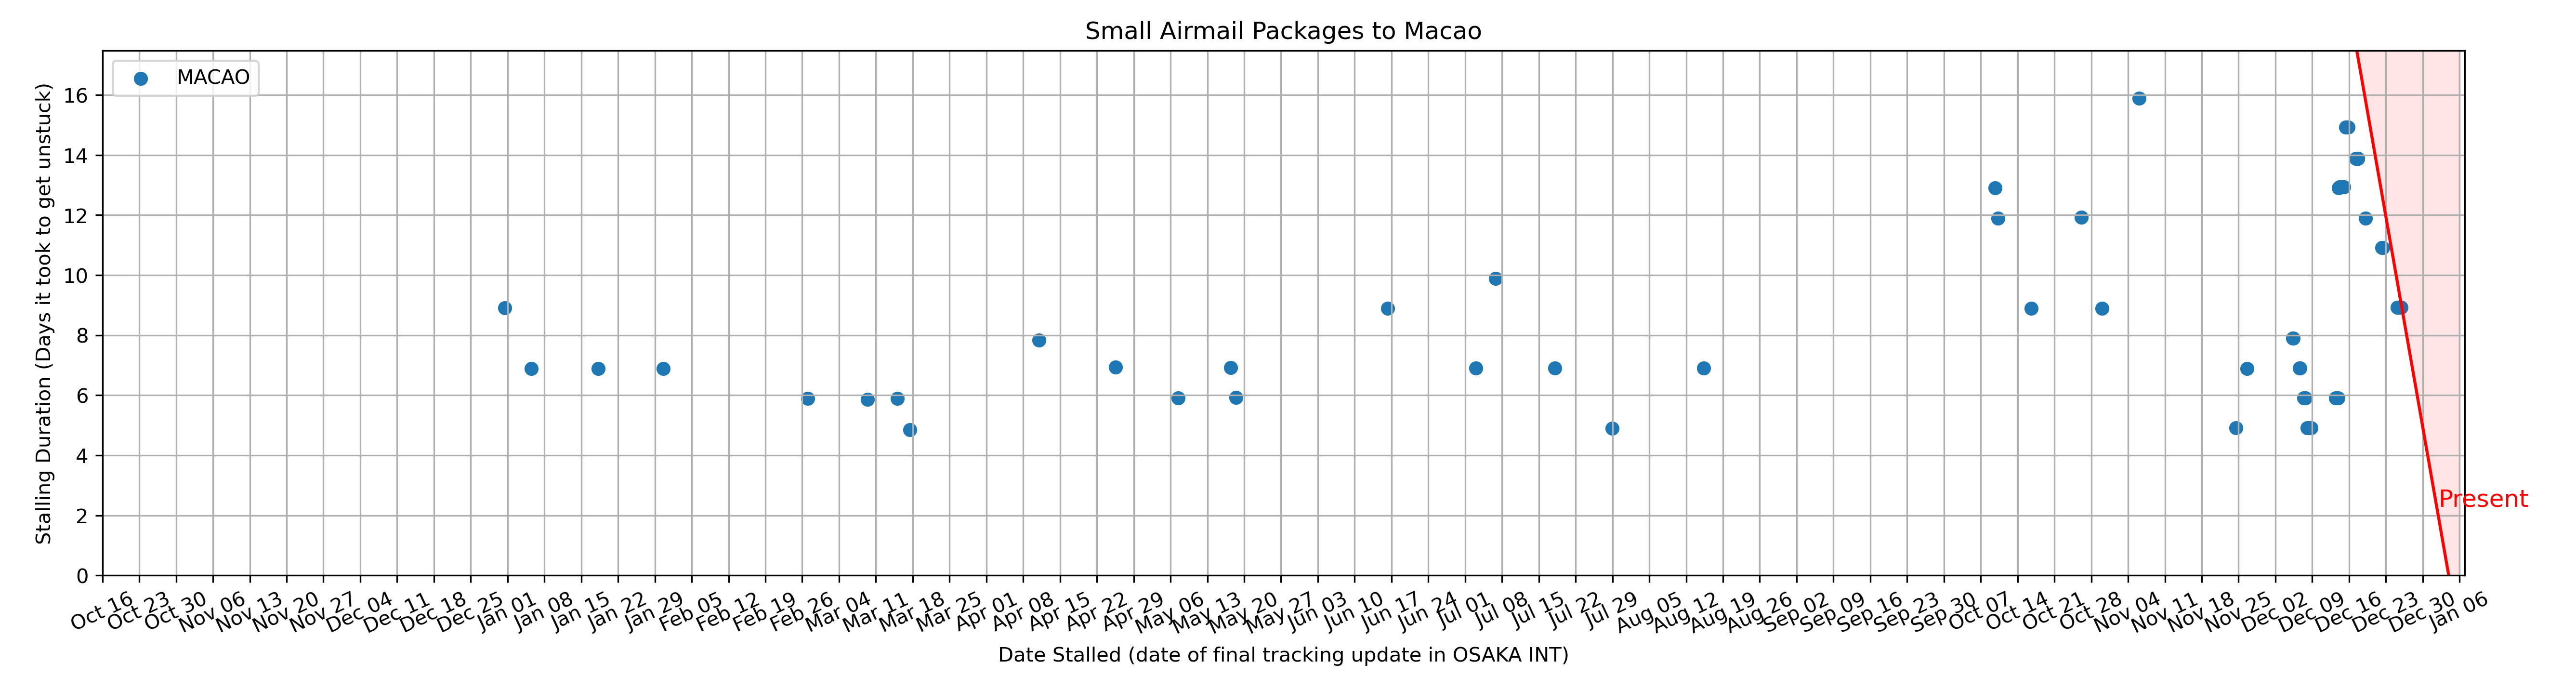 Small Airmail Packages to Macao
MACAO
Stalling Duration (Days it took to get unstuck)
16
14
12
10
8
6
4
2
0
Present
Oct 16 Oct 23 Oct 30 Nov 06 Nov 13 Nov 20 Nov 27 Dec 04 Dec 11 Dec 18 Dec 25 Jan 01 Jan 08 Jan 15 Jan 22 Jan 29 Feb 05 Feb 12 Feb 19 Feb 26 Mar 04 Mar 11 Mar 18 Mar 25 Apr 01 Apr 08 Apr 15 Apr 22 Apr 29 May 06 May 13 May 20 May 27 Jun 03 Jun 10 Jun 17 Jun 24 Jul 01 Jul 08 Jul 15 Jul 22 Jul 29 Aug 05 Aug 12 Aug 19 Aug 26 Sep 02 Sep 09 Sep 16 Sep 23 Sep 30 Oct 07 Oct 14 Oct 21 Oct 28 Nov 04 Nov 11 Nov 18 Nov 25 Dec 02 Dec 09 Dec 16 Dec 23 Dec 30 Jan 06
Date Stalled (date of final tracking update in OSAKA INT)